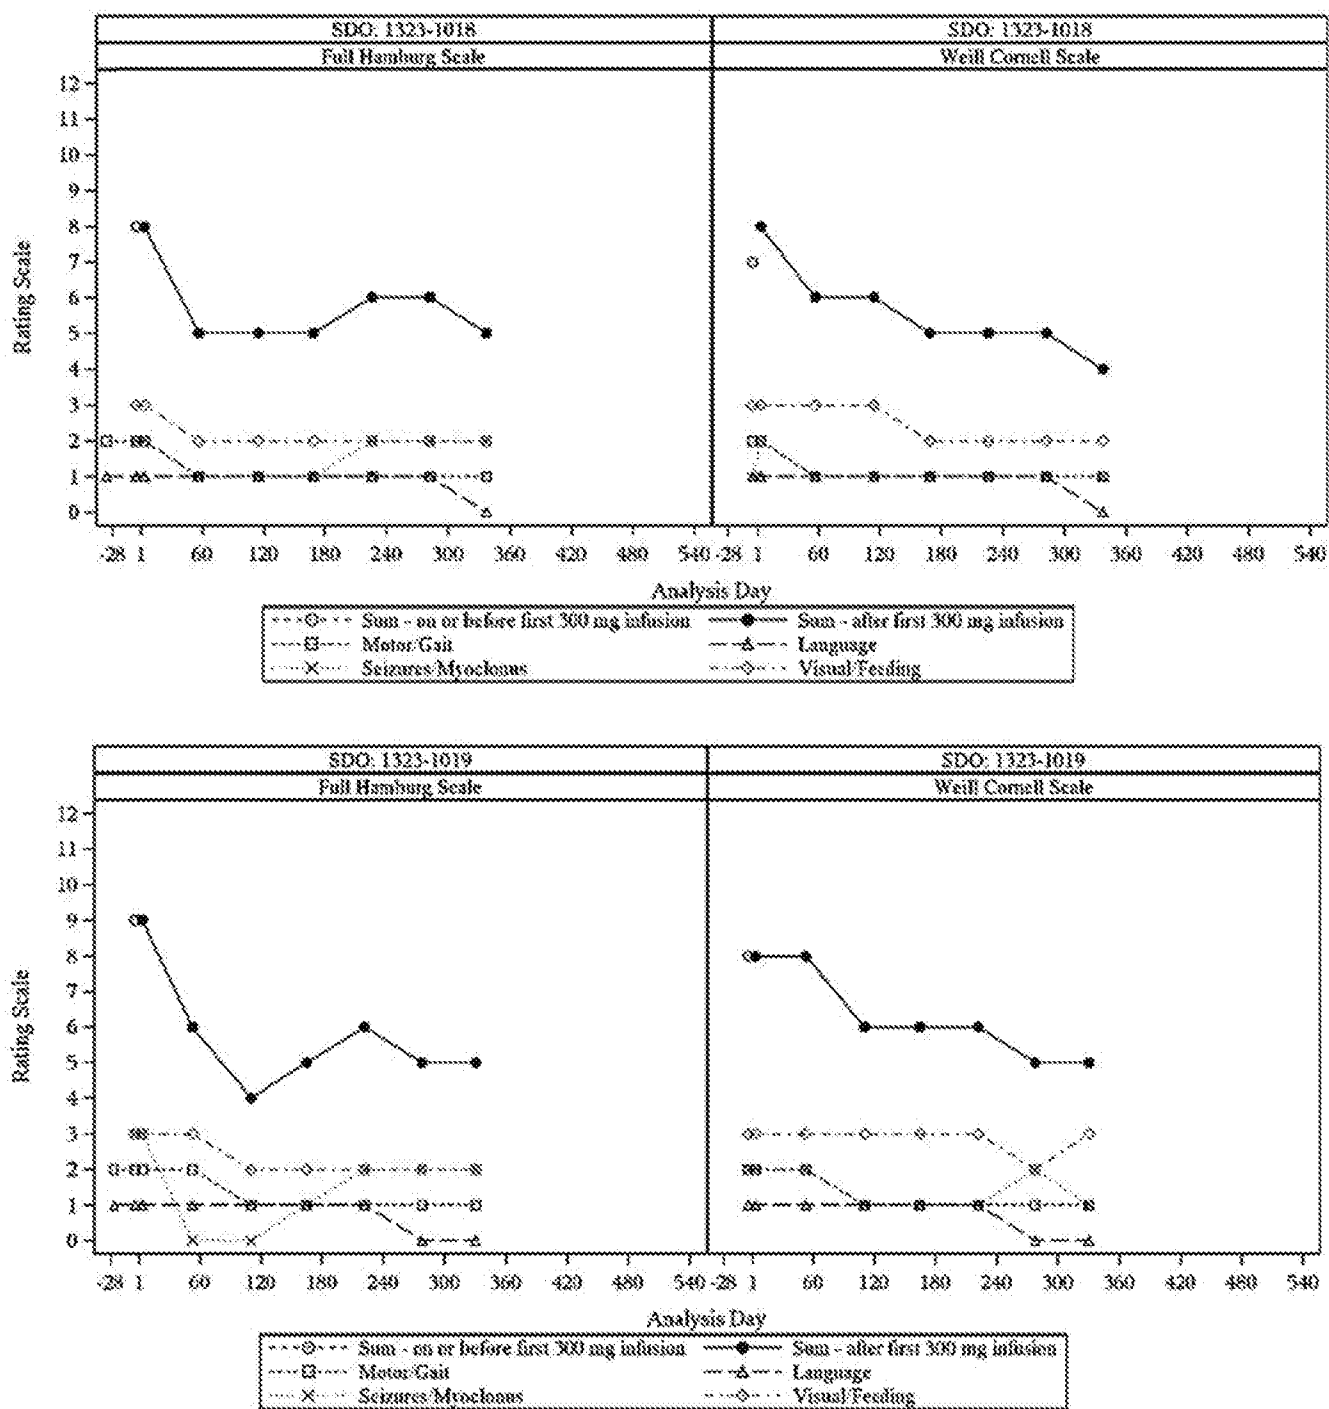 SDO: 1323-1018 SDO: 1323-1018
Full Hamburg Scale Weill Cornell Scale
12
11
10
9
8
7
6
5
4
3
2
1
0
Rating Scale
-28 1 60 120 180 240 300 360 420 480 540 -28 1 60 120 180 240 300 360 420 480 540
Analysis Day
Sum - on or before first 300 mg infusion Sum - after first 300 mg infusion
Motor/Gait Language
Seizures/Myoclonus Visual/Feeding
SDO: 1323-1019 SDO: 1323-1019
Full Hamburg Scale Weill Cornell Scale
12
11
10
9
8
7
6
5
4
3
2
1
0
Rating Scale
-28 1 60 120 180 240 300 360 420 480 540 -28 1 60 120 180 240 300 360 420 480 540
Analysis Day
Sum - on or before first 300 mg infusion Sum - after first 300 mg infusion
Motor/Gait Language
Seizures/Myoclonus Visual/Feeding